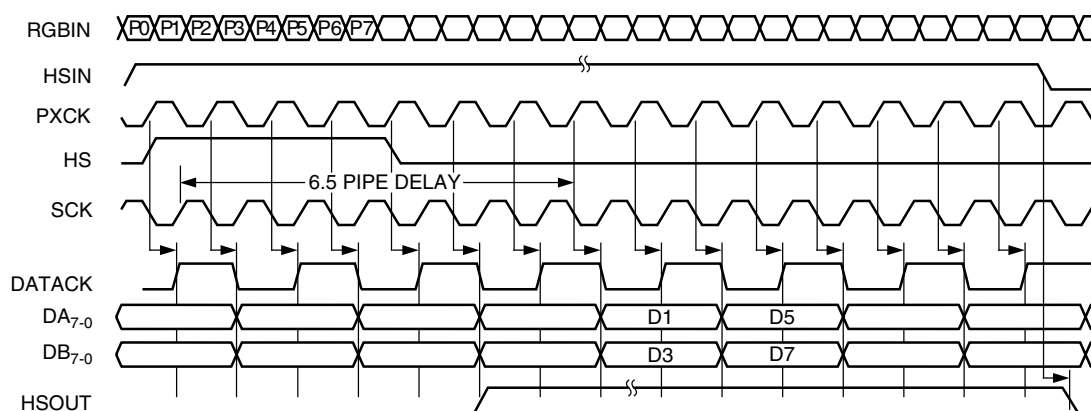 RGBIN P0 P1 P2 P3 P4 P5 P6 P7
HSIN
PXCK
HS
6.5 PIPE DELAY
SCK
DATACK
DA7-0 D1 D5
DB7-0 D3 D7
HSOUT